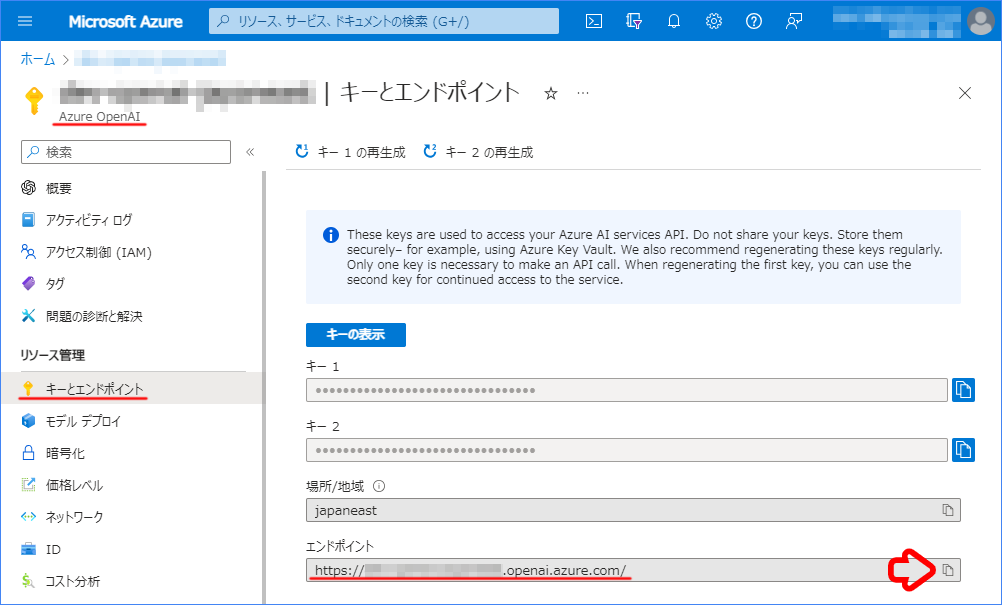 Microsoft Azure
リソース、サービス、ドキュメントの検索 (G+/)
ホーム
| キーとエンドポイント
Azure OpenAI
検索
キー 1 の再生成 キー 2 の再生成
概要
アクティビティ ログ
アクセス制御 (IAM)
タグ
問題の診断と解決
リソース管理
キーとエンドポイント
モデル デプロイ
暗号化
価格レベル
ネットワーク
ID
コスト分析
These keys are used to access your Azure AI services API. Do not share your keys. Store them
securely– for example, using Azure Key Vault. We also recommend regenerating these keys regularly.
Only one key is necessary to make an API call. When regenerating the first key, you can use the
second key for continued access to the service.
キーの表示
キー 1
••••••••••••••••••••••••••••••••
キー 2
••••••••••••••••••••••••••••••••
場所/地域
japaneast
エンドポイント
https:// .openai.azure.com/